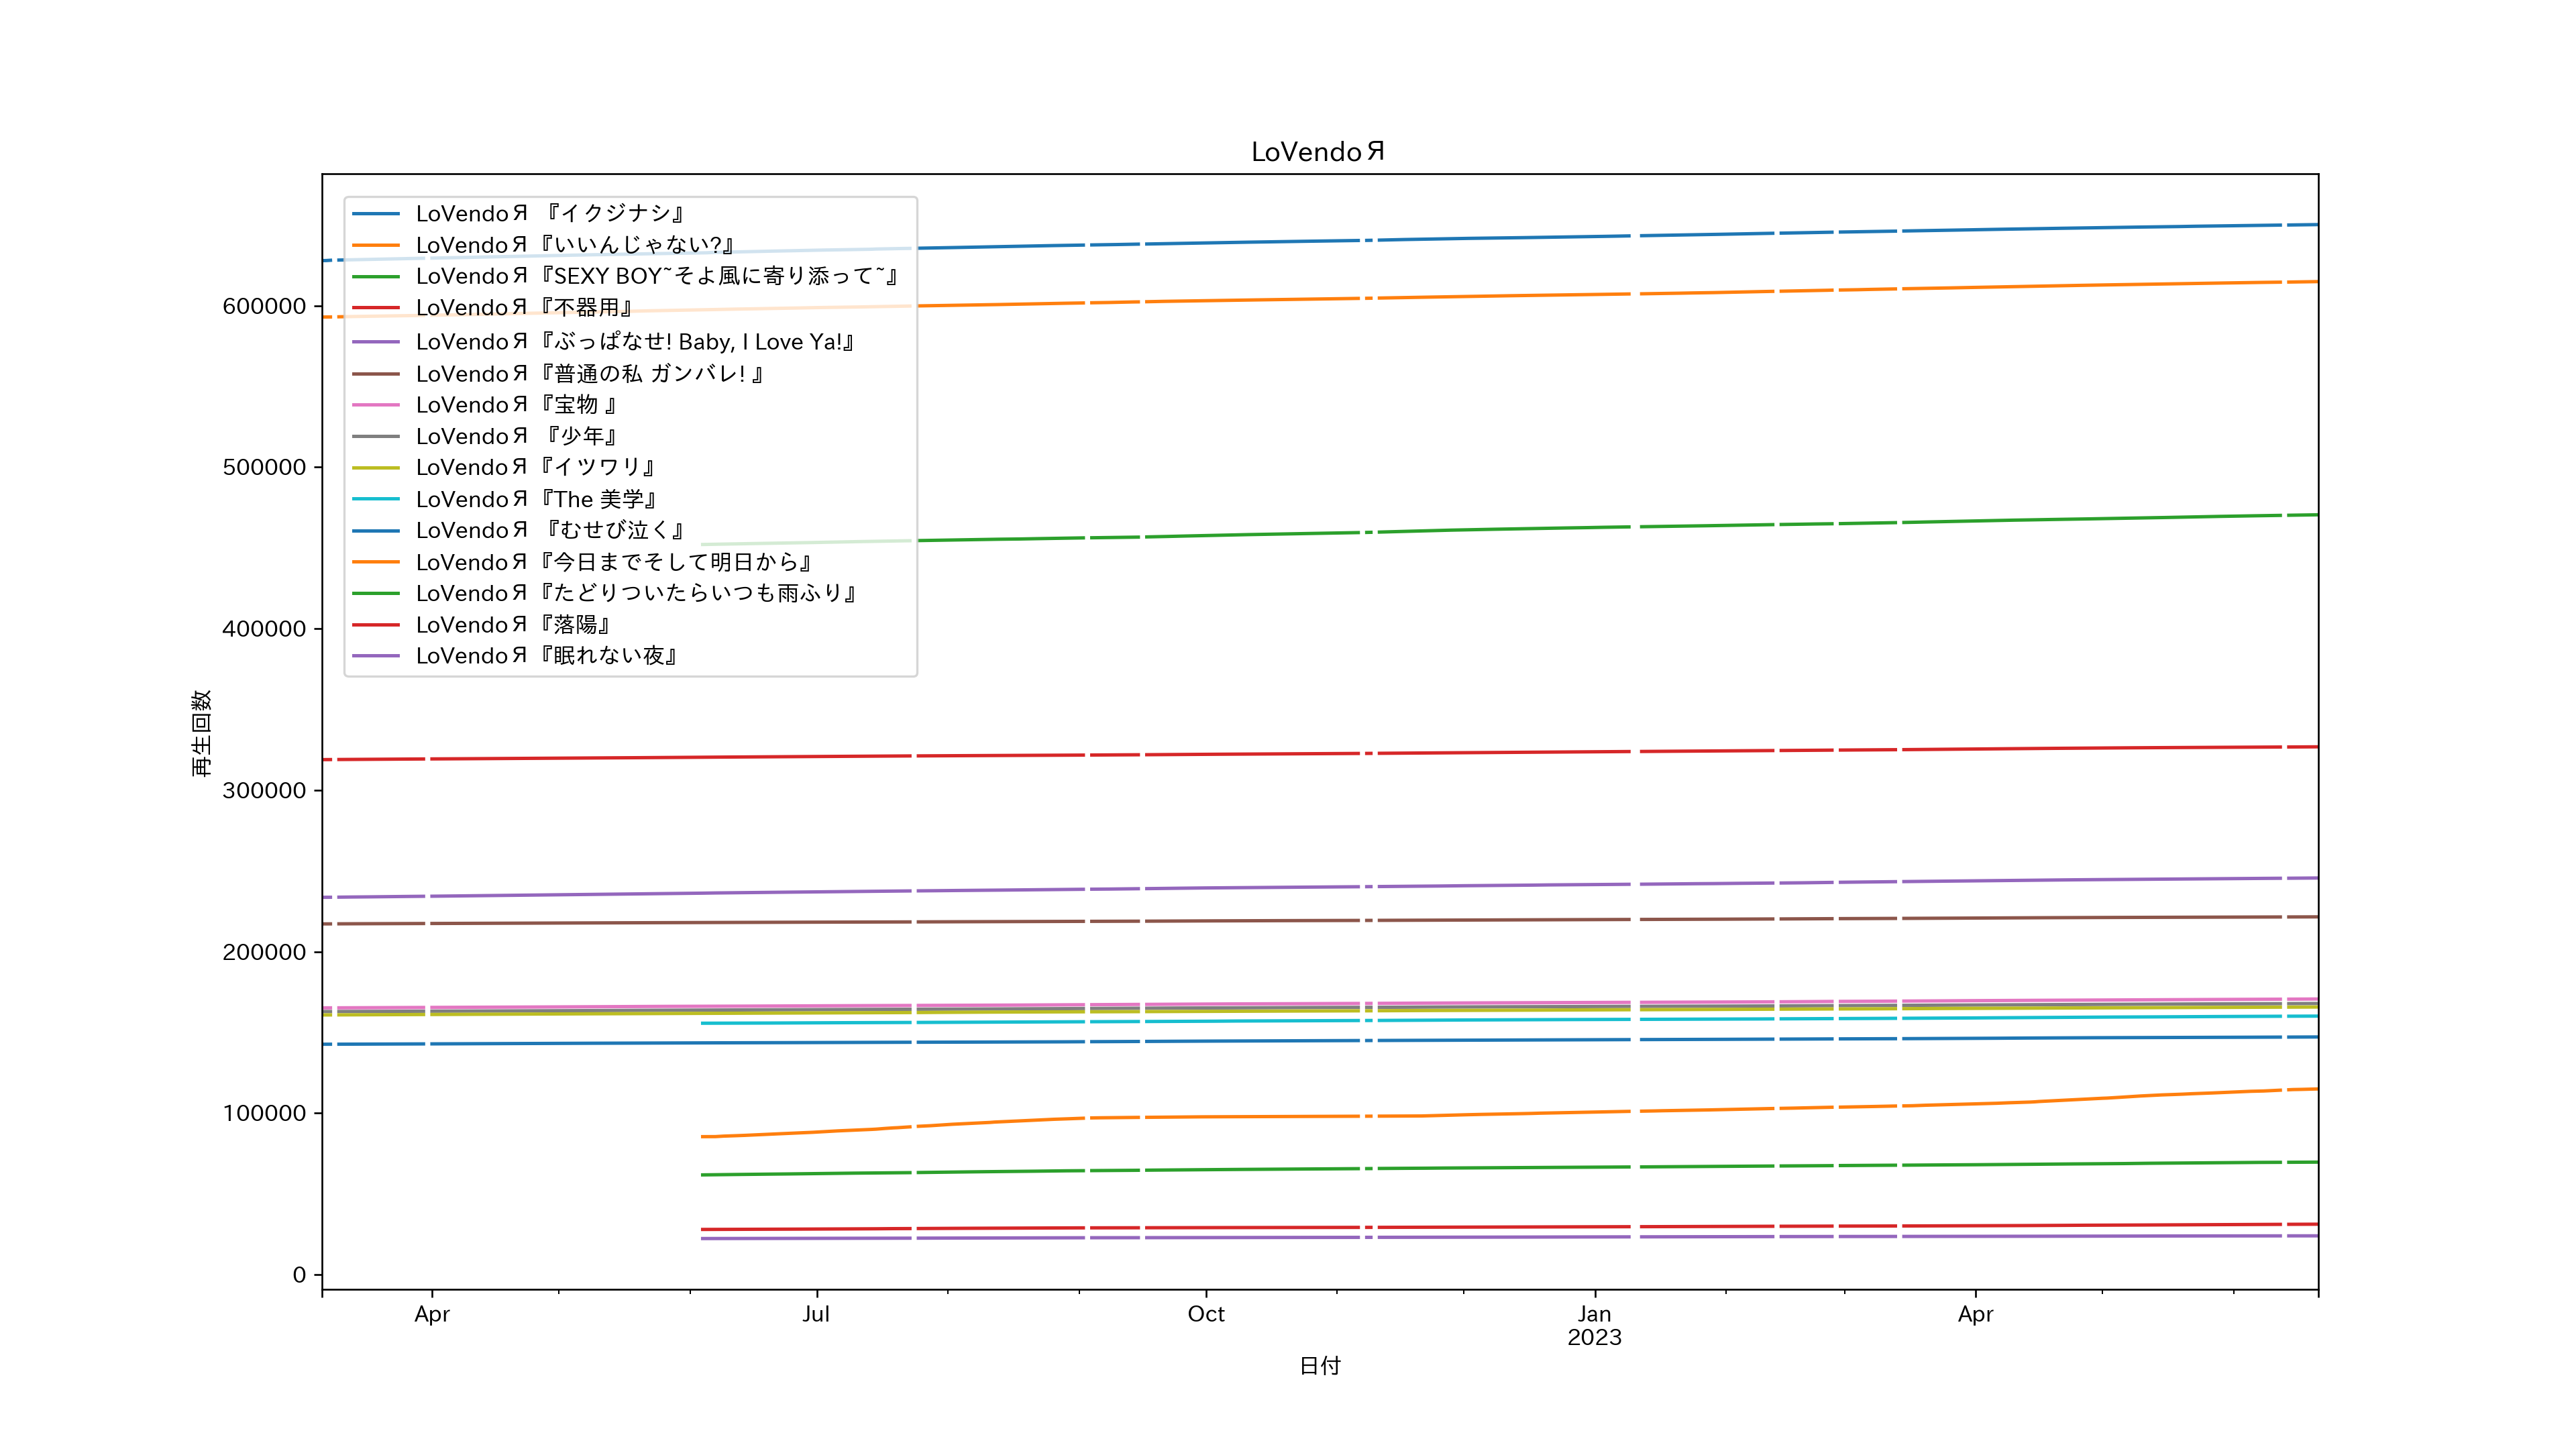 LoVendoЯ
LoVendoЯ 『イクジナシ』
LoVendoЯ『いいんじゃない?』
LoVendoЯ『SEXY BOY~そよ風に寄り添って~』
LoVendoЯ『不器用』
LoVendoЯ『ぶっぱなせ! Baby, I Love Ya!』
LoVendoЯ『普通の私 ガンバレ! 』
LoVendoЯ『宝物 』
LoVendoЯ 『少年』
LoVendoЯ『イツワリ』
LoVendoЯ『The 美学』
LoVendoЯ 『むせび泣く』
LoVendoЯ『今日までそして明日から』
LoVendoЯ『たどりついたらいつも雨ふり』
LoVendoЯ『落陽』
LoVendoЯ『眠れない夜』
再生回数
600000
500000
400000
300000
200000
100000
0
Apr Jul Oct Jan Apr
2023
日付